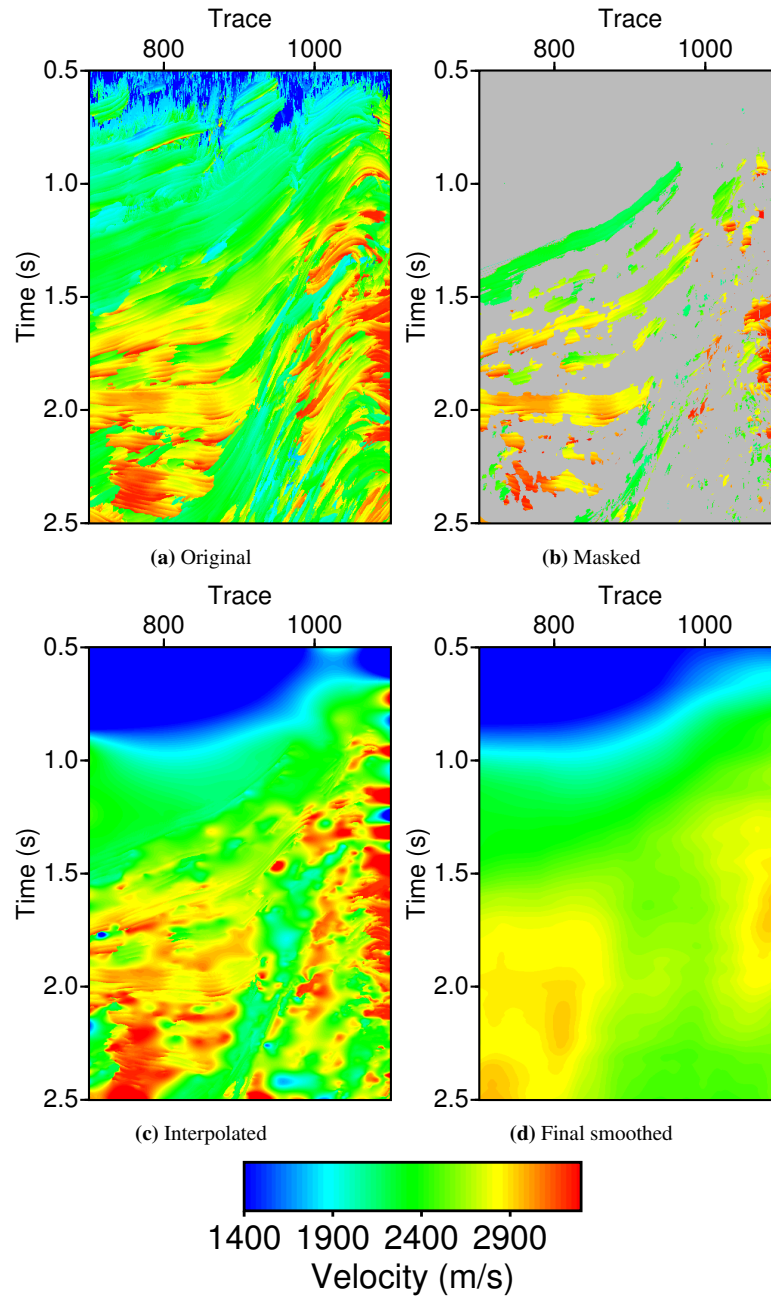 Trace
800 1000
0.5
1.0
1.5
2.0
2.5
Time (s)
(a) Original
Trace
800 1000
0.5
1.0
1.5
2.0
2.5
Time (s)
(b) Masked
Trace
800 1000
0.5
1.0
1.5
2.0
2.5
Time (s)
(c) Interpolated
Trace
800 1000
0.5
1.0
1.5
2.0
2.5
Time (s)
(d) Final smoothed
1400 1900 2400 2900
Velocity (m/s)